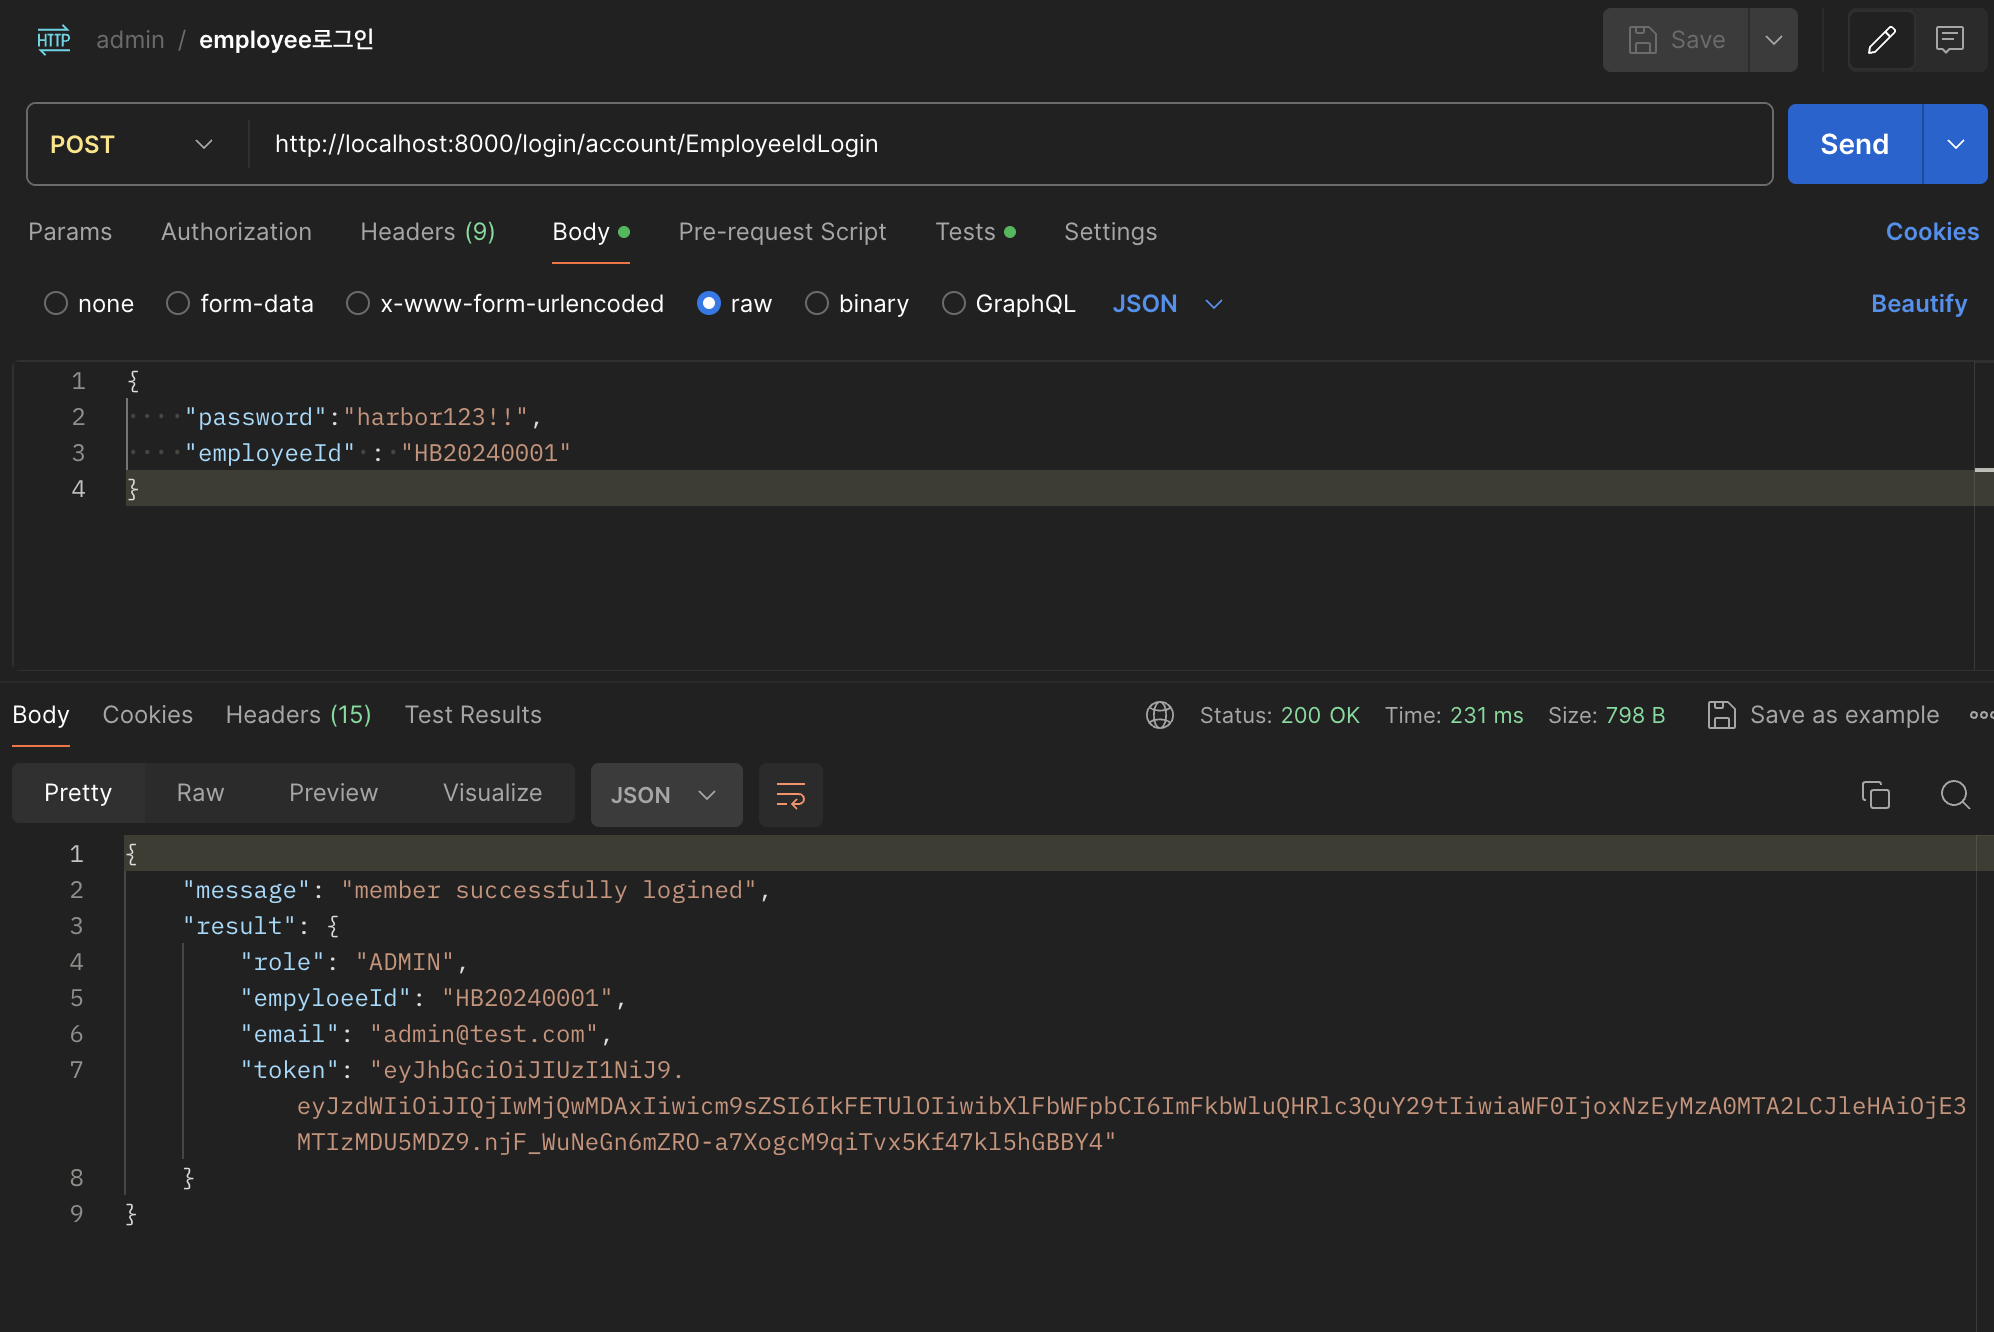 HTTP admin / employee로그인 Save
POST http://localhost:8000/login/account/EmployeeIdLogin Send
Params Authorization Headers (9) Body Pre-request Script Tests Settings Cookies
none form-data x-www-form-urlencoded raw binary GraphQL JSON Beautify
1 {
2 "password":"harbor123!!",
3 "employeeId" : "HB20240001"
4 }
Body Cookies Headers (15) Test Results Status: 200 OK Time: 231 ms Size: 798 B Save as example
Pretty Raw Preview Visualize JSON
1 {
2 "message": "member successfully logined",
3 "result": {
4 "role": "ADMIN",
5 "empyloeeId": "HB20240001",
6 "email": "admin@test.com",
7 "token": "eyJhbGciOiJIUzI1NiJ9.
eyJzdWIiOiJIQjIwMjQwMDAxIiwicm9sZSI6IkFETUlOIiwibXlFbWFpbCI6ImFkbWluQHRlc3QuY29tIiwiaWF0IjoxNzEyMzA0MTA2LCJleHAiOjE3
MTIzMDU5MDZ9.njF_WuNeGn6mZRO-a7XogcM9qiTvx5Kf47kl5hGBBY4"
8 }
9 }